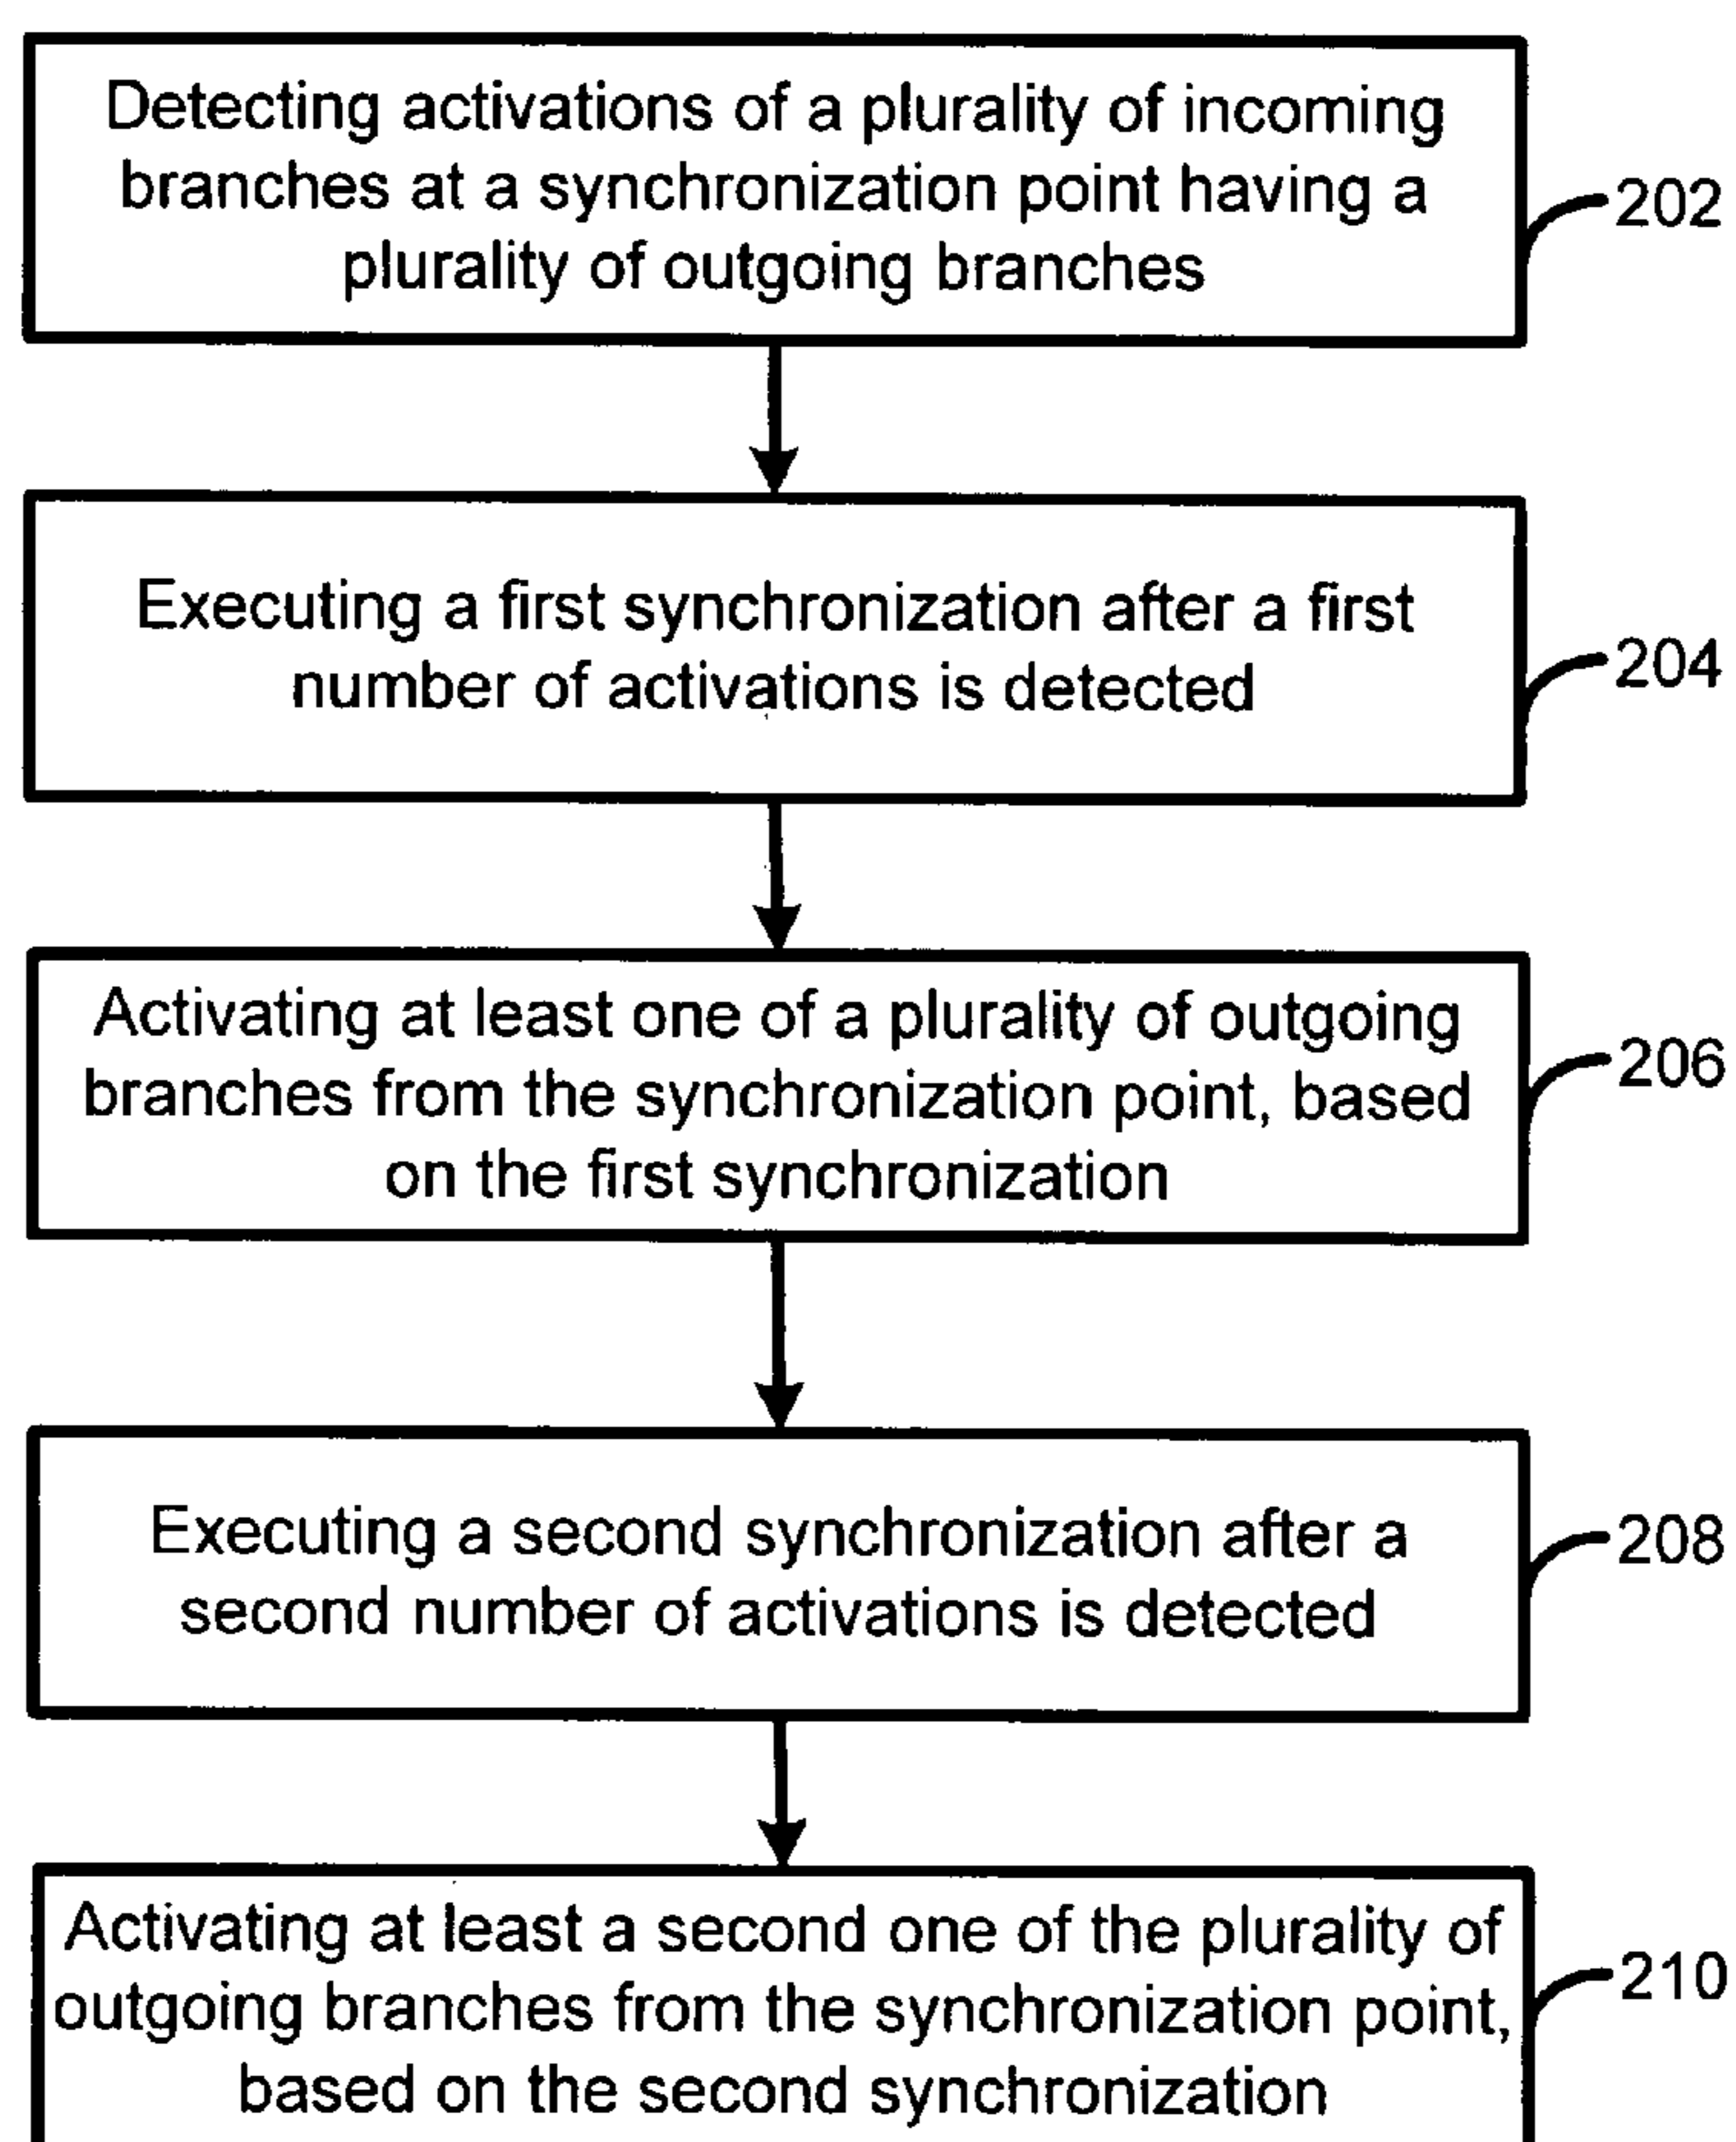 Detecting activations of a plurality of incoming
branches at a synchronization point having a
plurality of outgoing branches
202
Executing a first synchronization after a first
number of activations is detected
204
Activating at least one of a plurality of outgoing
branches from the synchronization point, based
on the first synchronization
206
Executing a second synchronization after a
second number of activations is detected
208
Activating at least a second one of the plurality of
outgoing branches from the synchronization point,
based on the second synchronization
210